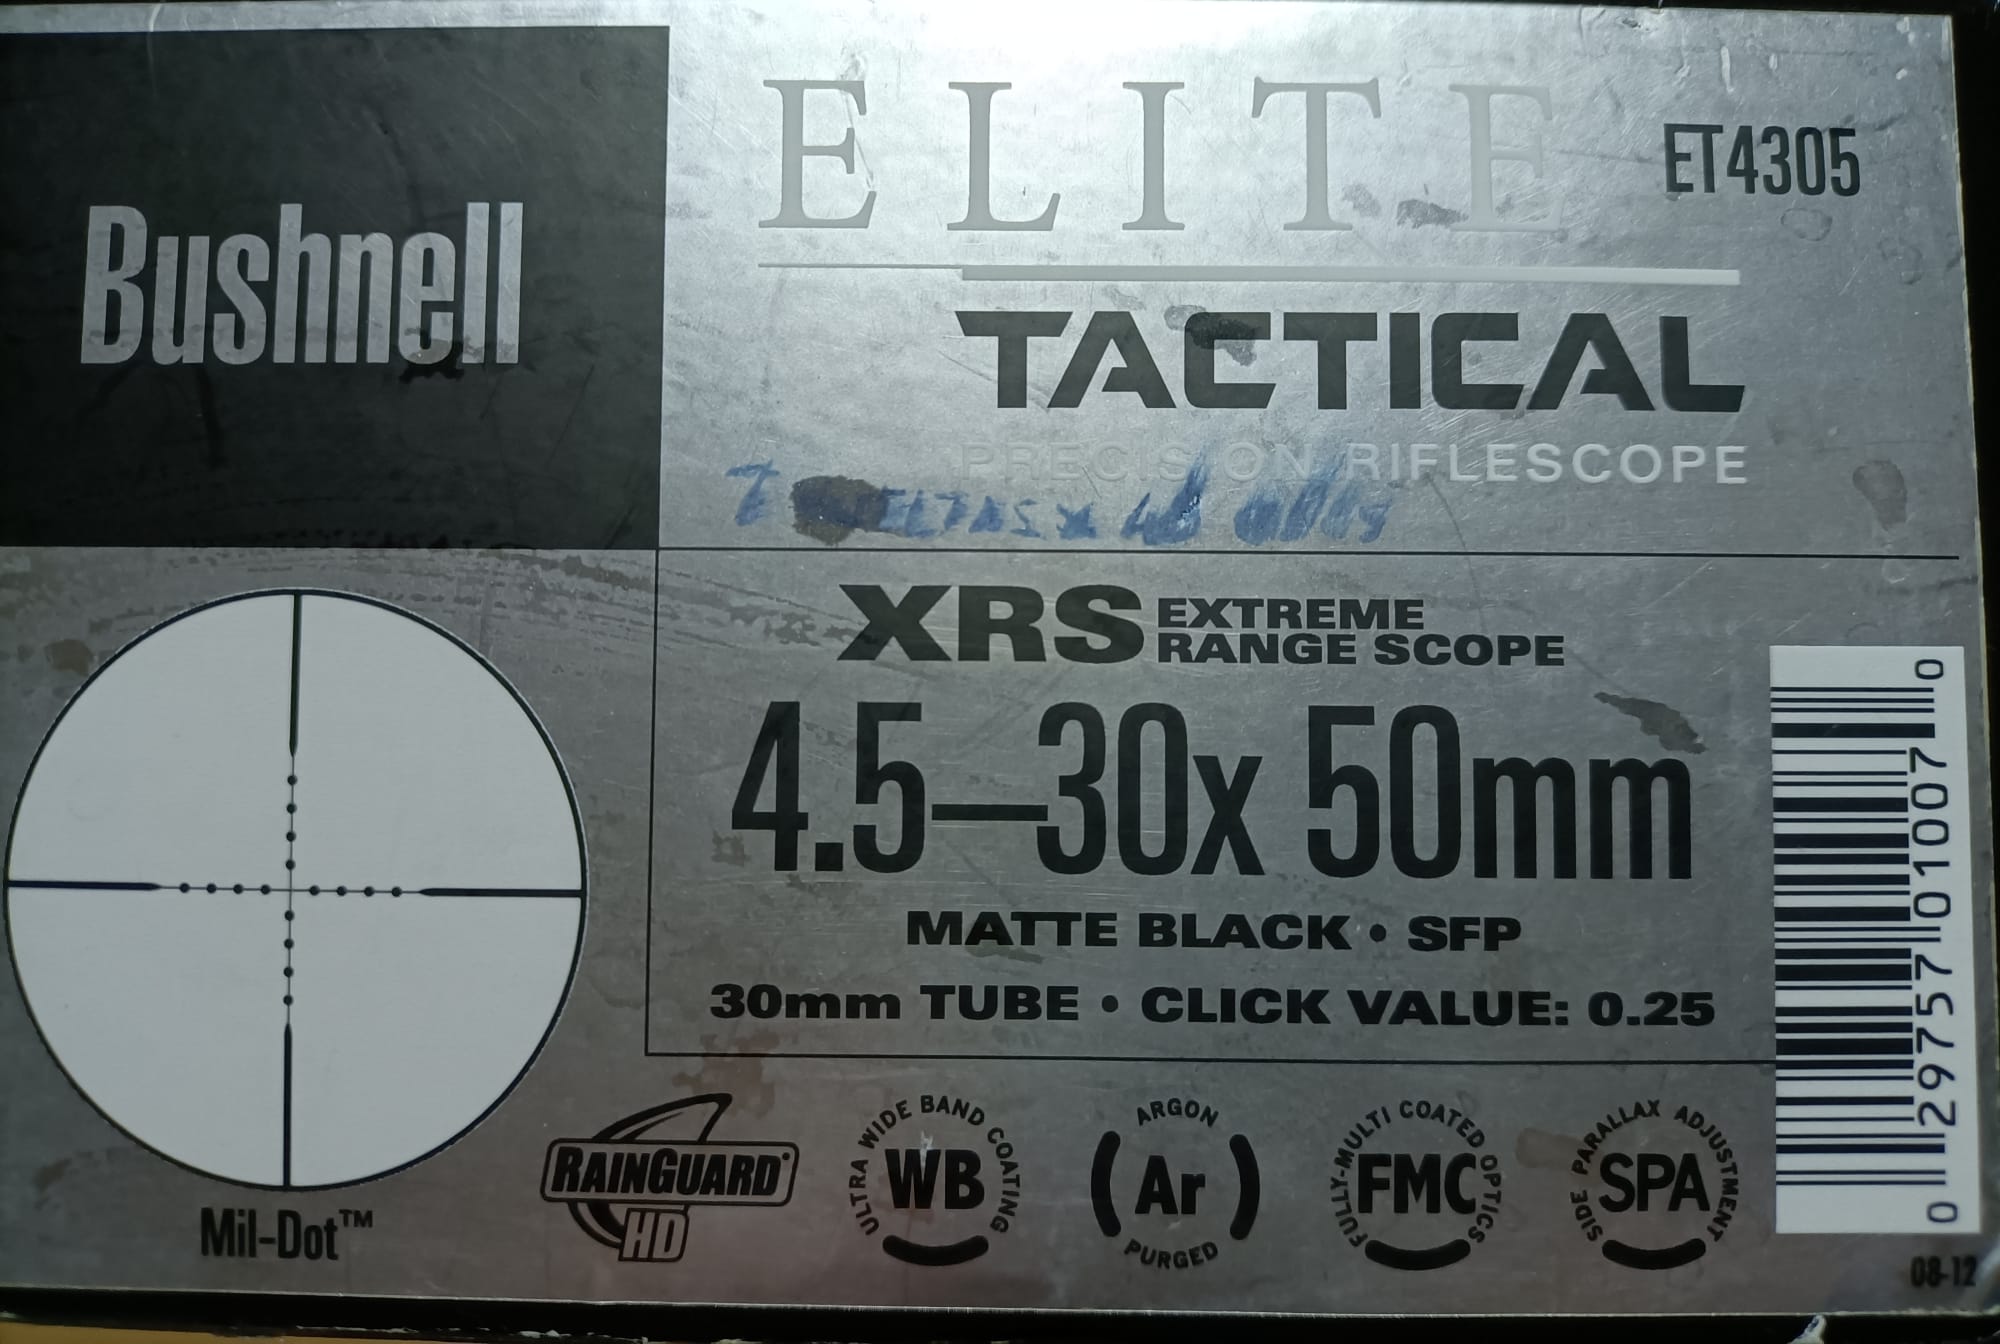 Bushnell
ELITE
ET4305
TACTICAL
PRECISION RIFLESCOPE
XRS EXTREME
RANGE SCOPE
4.5–30x 50mm
MATTE BLACK • SFP
30mm TUBE • CLICK VALUE: 0.25
Mil-Dot™
RAINGUARD®
HD
ULTRA WIDE BAND COATING
WB
ARGON
Ar
PURGED
FULLY-MULTI COATED OPTICS
FMC
SIDE PARALLAX ADJUSTMENT
SPA
0 29757 01007 0
08-12